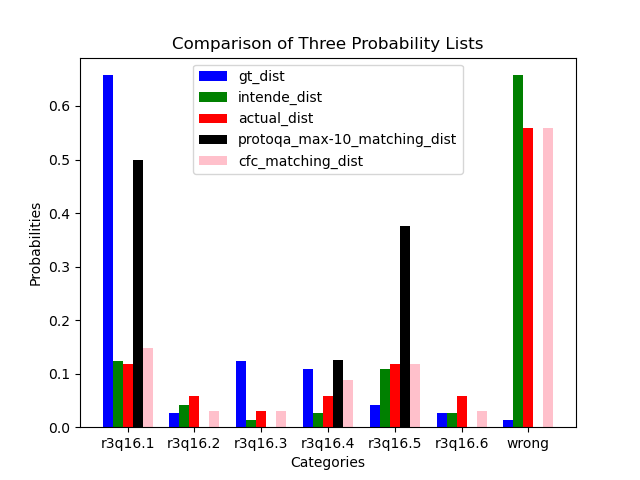 Comparison of Three Probability Lists
gt_dist
intende_dist
actual_dist
protoqa_max-10_matching_dist
cfc_matching_dist
Probabilities
0.6
0.5
0.4
0.3
0.2
0.1
0.0
r3q16.1 r3q16.2 r3q16.3 r3q16.4 r3q16.5 r3q16.6 wrong
Categories